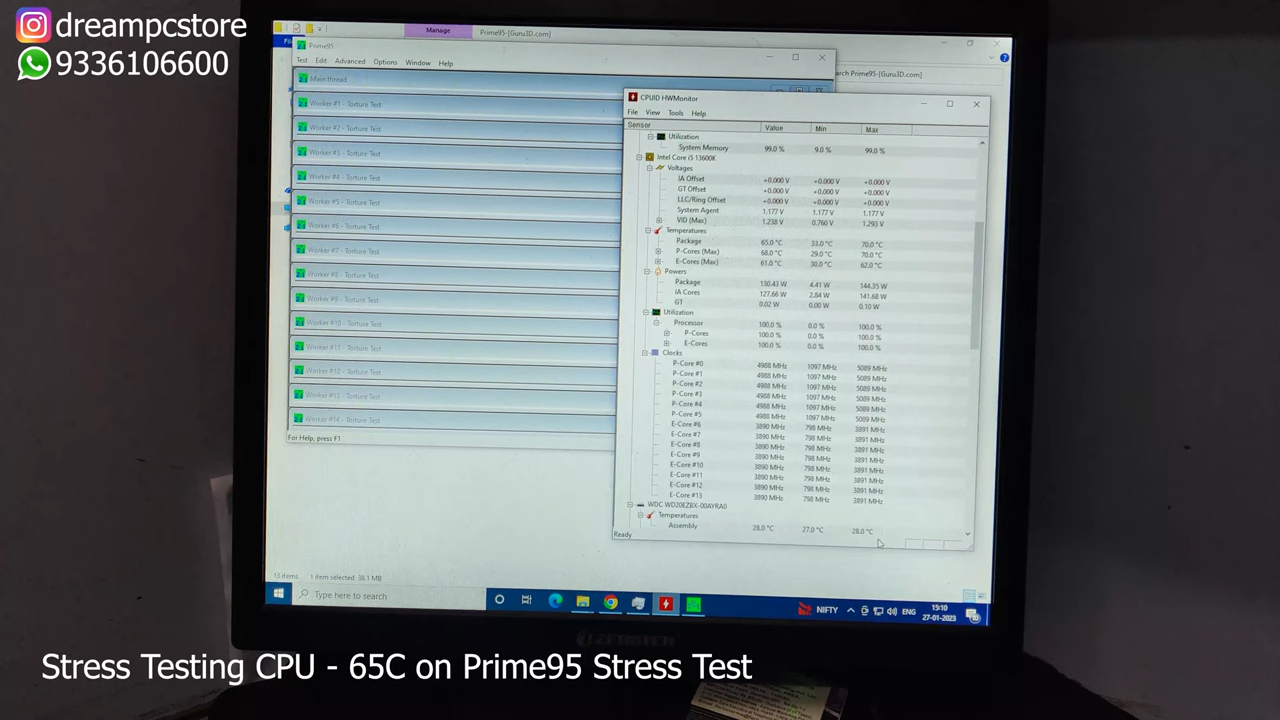 dreampcstore
9336106600
Manage
Prime95-[Guru3D.com]
Prime95
Test Edit Advanced Options Window Help
arch Prime95-[Guru3D.com]
Main thread
Worker #1 - Torture Test
Worker #2 - Torture Test
Worker #3 - Torture Test
Worker #4 - Torture Test
Worker #5 - Torture Test
Worker #6 - Torture Test
Worker #7 - Torture Test
Worker #8 - Torture Test
Worker #9 - Torture Test
Worker #10 - Torture Test
Worker #11 - Torture Test
Worker #12 - Torture Test
Worker #13 - Torture Test
Worker #14 - Torture Test
For Help, press F1
CPUID HWMonitor
File View Tools Help
Sensor Value Min Max
Utilization
System Memory 99.0 % 9.0 % 99.0 %
Intel Core i5 13600K
Voltages
IA Offset +0.000 V +0.000 V +0.000 V
GT Offset +0.000 V +0.000 V +0.000 V
LLC/Ring Offset +0.000 V +0.000 V +0.000 V
System Agent 1.177 V 1.177 V 1.177 V
VID (Max) 1.238 V 0.760 V 1.293 V
Temperatures
Package 65.0 °C 33.0 °C 70.0 °C
P-Cores (Max) 68.0 °C 29.0 °C 70.0 °C
E-Cores (Max) 61.0 °C 30.0 °C 62.0 °C
Powers
Package 130.43 W 4.41 W 144.35 W
IA Cores 127.66 W 2.84 W 141.68 W
GT 0.02 W 0.00 W 0.10 W
Utilization
Processor 100.0 % 0.0 % 100.0 %
P-Cores 100.0 % 0.0 % 100.0 %
E-Cores 100.0 % 0.0 % 100.0 %
Clocks
P-Core #0 4988 MHz 1097 MHz 5089 MHz
P-Core #1 4988 MHz 1097 MHz 5089 MHz
P-Core #2 4988 MHz 1097 MHz 5089 MHz
P-Core #3 4988 MHz 1097 MHz 5089 MHz
P-Core #4 4988 MHz 1097 MHz 5089 MHz
P-Core #5 4988 MHz 1097 MHz 5089 MHz
E-Core #6 3890 MHz 798 MHz 3891 MHz
E-Core #7 3890 MHz 798 MHz 3891 MHz
E-Core #8 3890 MHz 798 MHz 3891 MHz
E-Core #9 3890 MHz 798 MHz 3891 MHz
E-Core #10 3890 MHz 798 MHz 3891 MHz
E-Core #11 3890 MHz 798 MHz 3891 MHz
E-Core #12 3890 MHz 798 MHz 3891 MHz
E-Core #13 3890 MHz 798 MHz 3891 MHz
WDC WD20EZBX-00AYRA0
Temperatures
Assembly 28.0 °C 27.0 °C 28.0 °C
Ready
13 items 1 item selected 38.1 MB
Type here to search
NIFTY
ENG
15:10
27-01-2023
ZEBSTER
Stress Testing CPU - 65C on Prime95 Stress Test